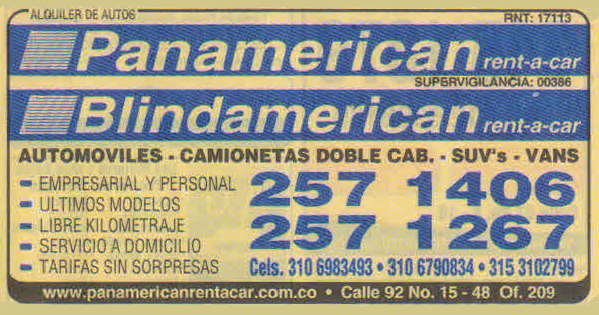 ALQUILER DE AUTOS
RNT: 17113
Panamerican rent-a-car
SUPERVIGILANCIA: 00386
Blindamerican rent-a-car
AUTOMOVILES - CAMIONETAS DOBLE CAB. - SUV's - VANS
- EMPRESARIAL Y PERSONAL
- ULTIMOS MODELOS
- LIBRE KILOMETRAJE
- SERVICIO A DOMICILIO
- TARIFAS SIN SORPRESAS
257 1406
257 1267
Cels. 310 6983493 • 310 6790834 • 315 3102799
www.panamericanrentacar.com.co • Calle 92 No. 15 - 48 Of. 209